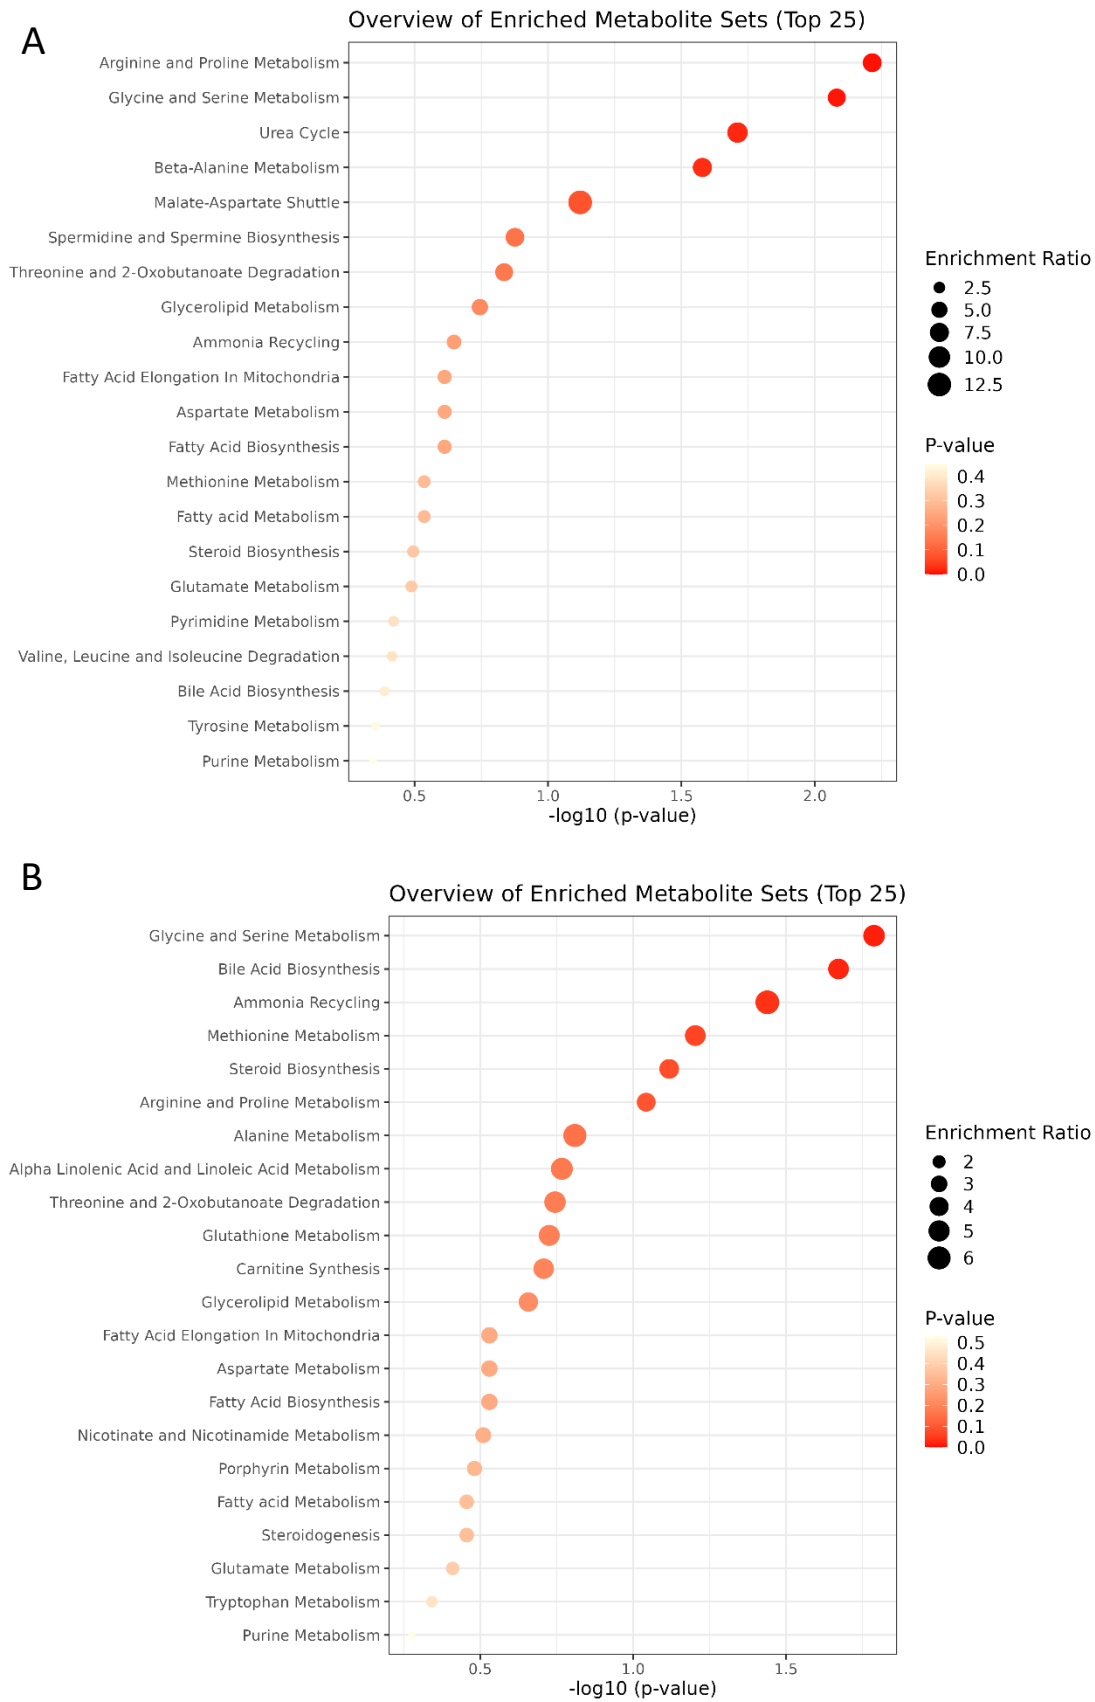 A
Overview of Enriched Metabolite Sets (Top 25)
Arginine and Proline Metabolism
Glycine and Serine Metabolism
Urea Cycle
Beta-Alanine Metabolism
Malate-Aspartate Shuttle
Spermidine and Spermine Biosynthesis
Threonine and 2-Oxobutanoate Degradation
Glycerolipid Metabolism
Ammonia Recycling
Fatty Acid Elongation In Mitochondria
Aspartate Metabolism
Fatty Acid Biosynthesis
Methionine Metabolism
Fatty acid Metabolism
Steroid Biosynthesis
Glutamate Metabolism
Pyrimidine Metabolism
Valine, Leucine and Isoleucine Degradation
Bile Acid Biosynthesis
Tyrosine Metabolism
Purine Metabolism
0.5 1.0 1.5 2.0
-log10 (p-value)
Enrichment Ratio
2.5
5.0
7.5
10.0
12.5
P-value
0.4
0.3
0.2
0.1
0.0
B
Overview of Enriched Metabolite Sets (Top 25)
Glycine and Serine Metabolism
Bile Acid Biosynthesis
Ammonia Recycling
Methionine Metabolism
Steroid Biosynthesis
Arginine and Proline Metabolism
Alanine Metabolism
Alpha Linolenic Acid and Linoleic Acid Metabolism
Threonine and 2-Oxobutanoate Degradation
Glutathione Metabolism
Carnitine Synthesis
Glycerolipid Metabolism
Fatty Acid Elongation In Mitochondria
Aspartate Metabolism
Fatty Acid Biosynthesis
Nicotinate and Nicotinamide Metabolism
Porphyrin Metabolism
Fatty acid Metabolism
Steroidogenesis
Glutamate Metabolism
Tryptophan Metabolism
Purine Metabolism
0.5 1.0 1.5
-log10 (p-value)
Enrichment Ratio
2
3
4
5
6
P-value
0.5
0.4
0.3
0.2
0.1
0.0